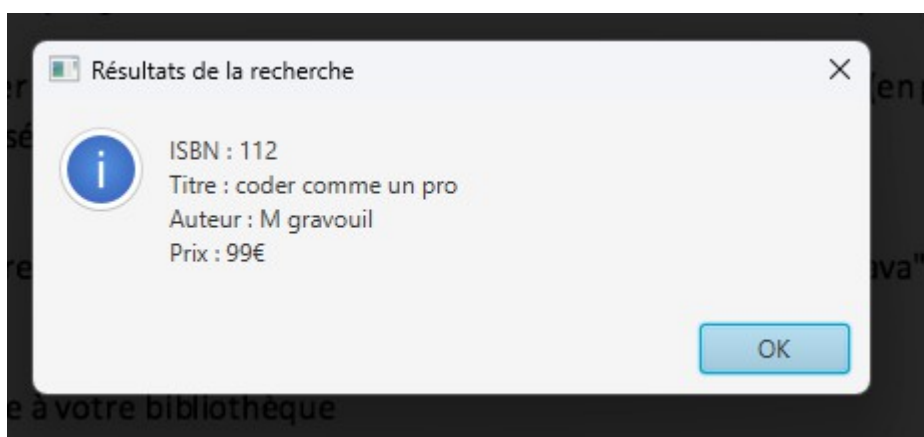 Résultats de la recherche
ISBN : 112
Titre : coder comme un pro
Auteur : M gravouil
Prix : 99€
OK
à votre bibliothèque